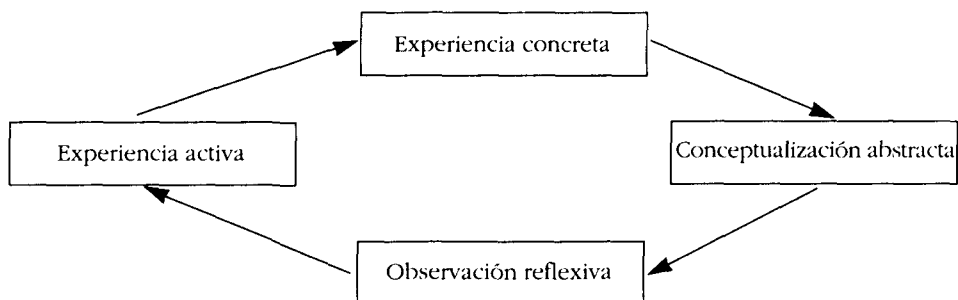 Experiencia concreta
Experiencia activa
Conceptualización abstracta
Observación reflexiva